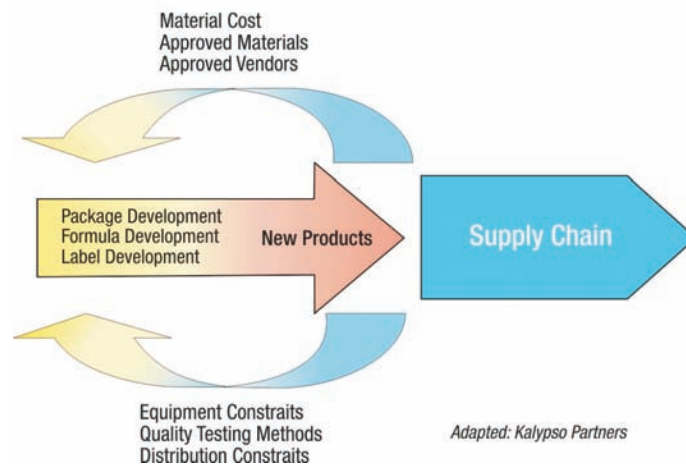 Material Cost
Approved Materials
Approved Vendors
Package Development
Formula Development
Label Development
New Products
Supply Chain
Equipment Constraits
Quality Testing Methods
Distribution Constraits
Adapted: Kalypso Partners